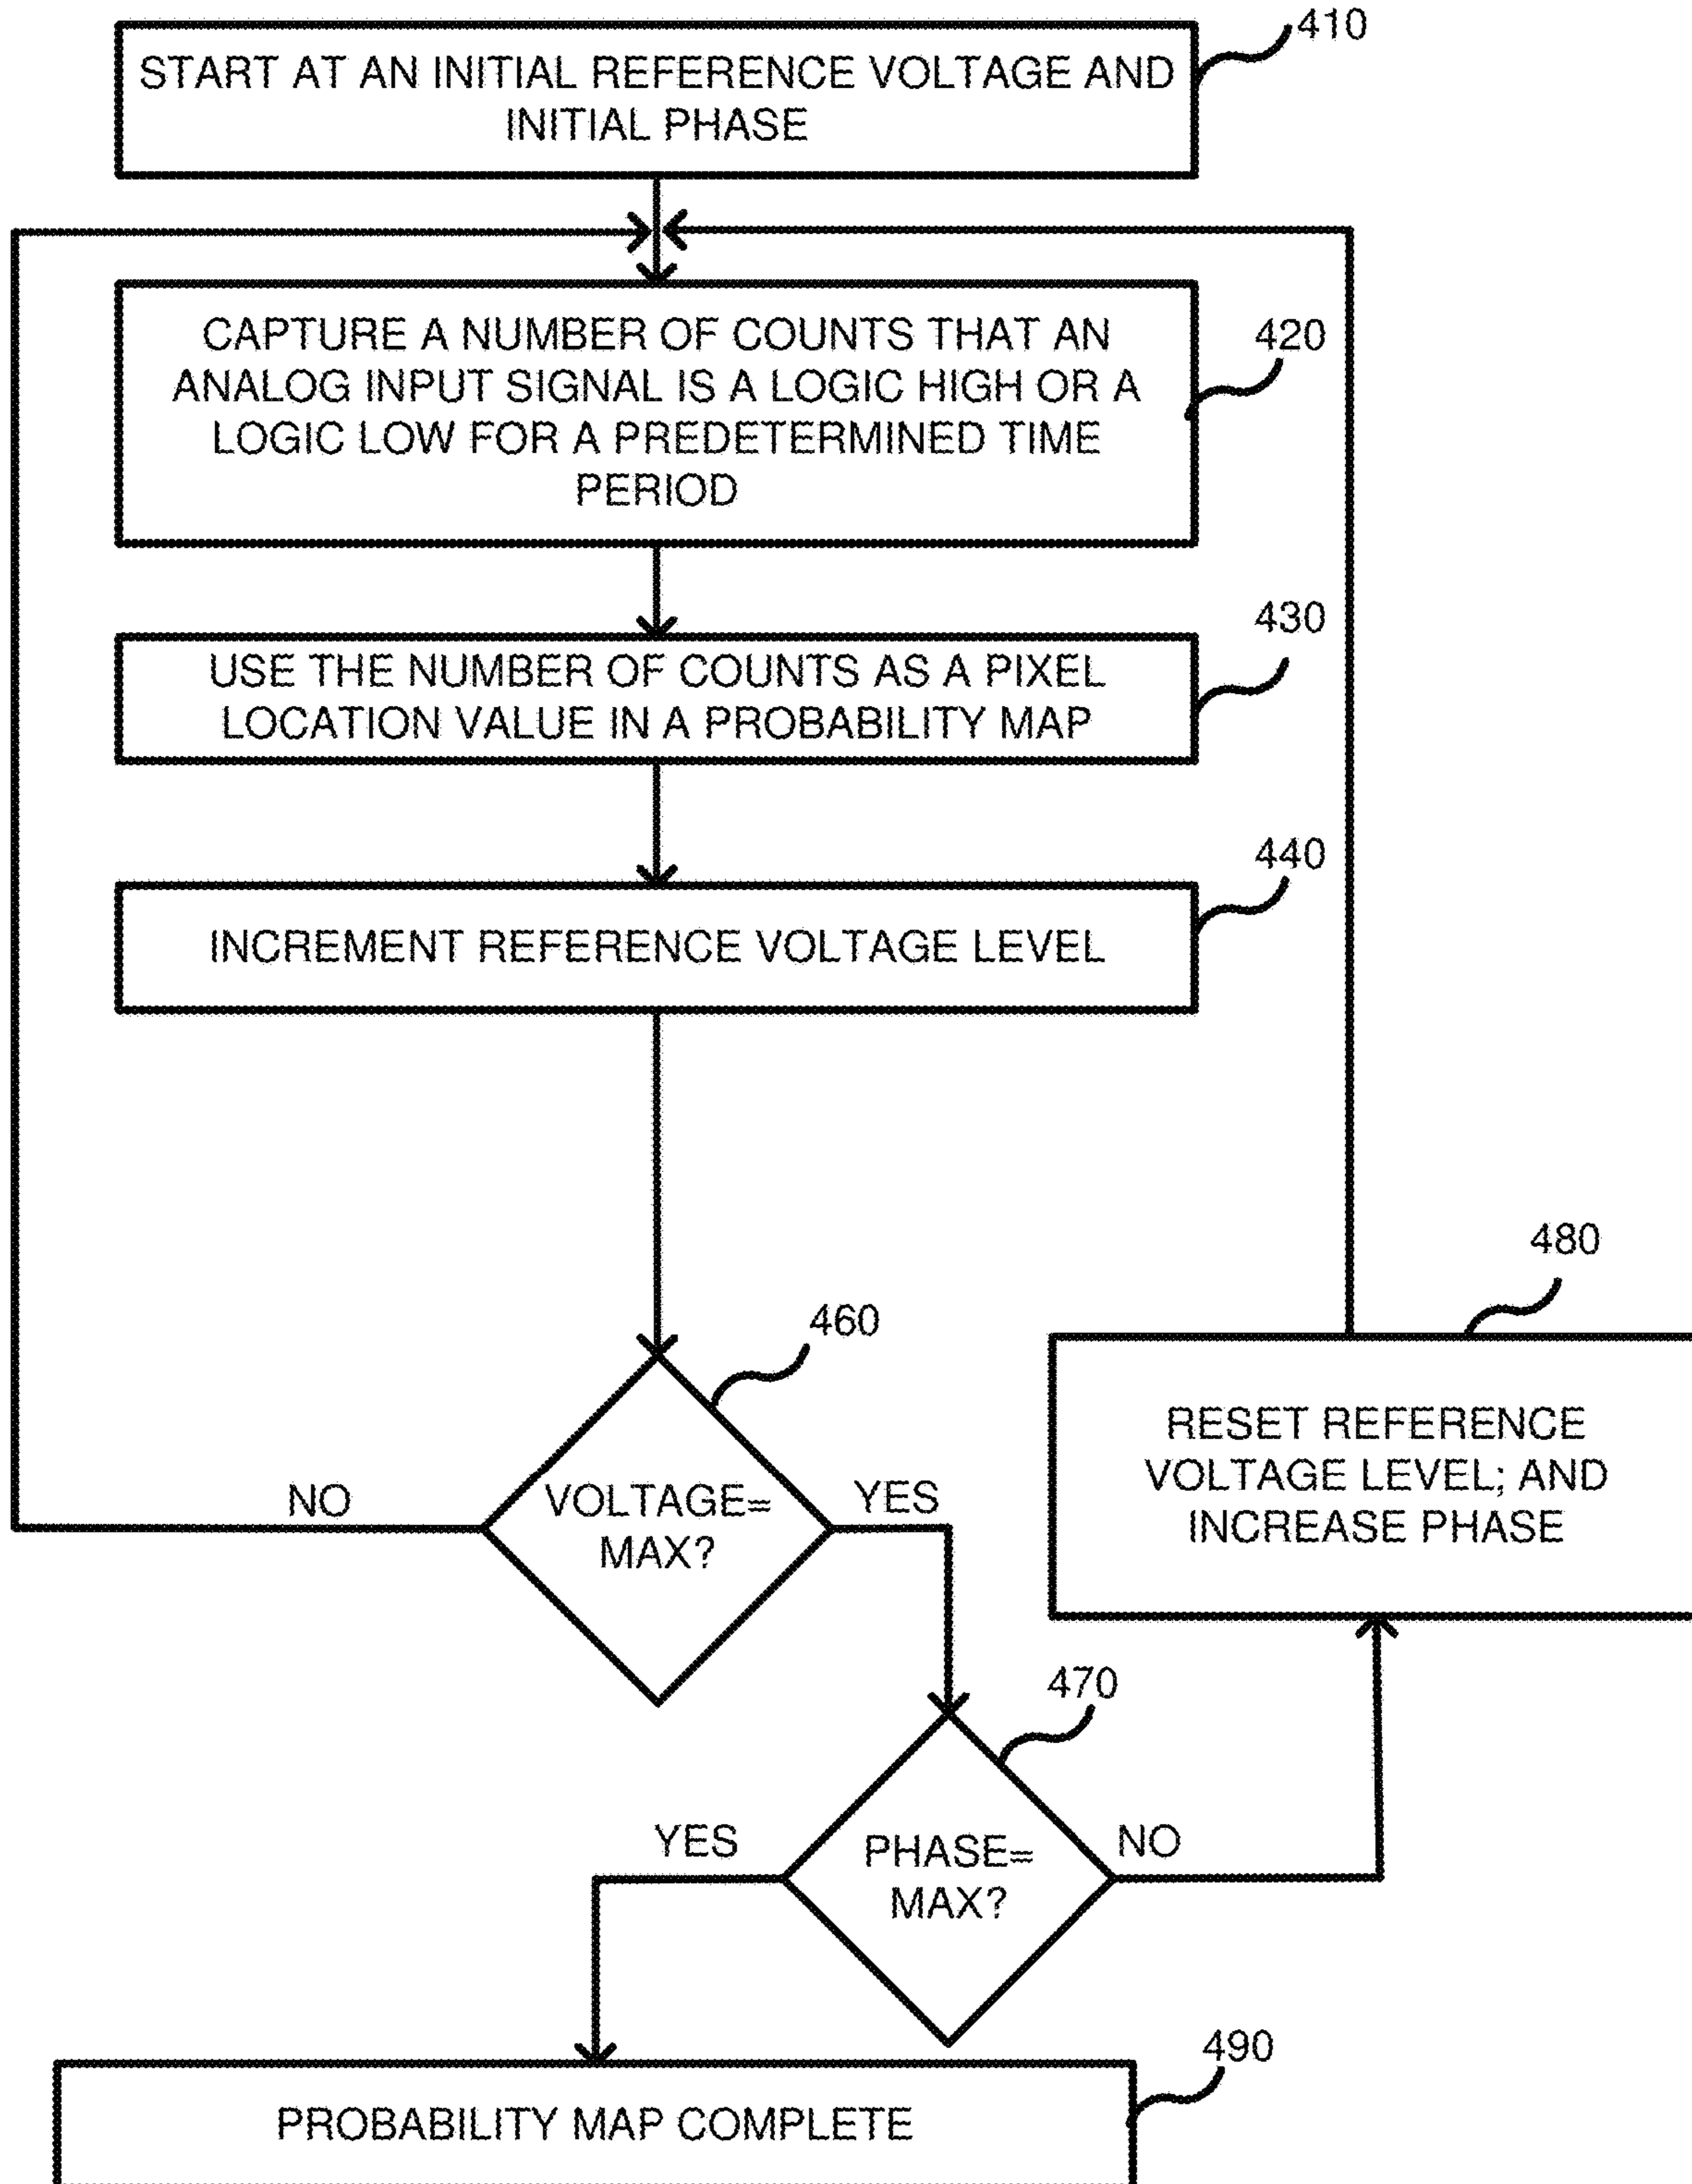 410
START AT AN INITIAL REFERENCE VOLTAGE AND
INITIAL PHASE
CAPTURE A NUMBER OF COUNTS THAT AN
ANALOG INPUT SIGNAL IS A LOGIC HIGH OR A
LOGIC LOW FOR A PREDETERMINED TIME
PERIOD
420
430
USE THE NUMBER OF COUNTS AS A PIXEL
LOCATION VALUE IN A PROBABILITY MAP
440
INCREMENT REFERENCE VOLTAGE LEVEL
460
VOLTAGE=
MAX?
NO
YES
480
RESET REFERENCE
VOLTAGE LEVEL; AND
INCREASE PHASE
470
PHASE=
MAX?
YES
NO
490
PROBABILITY MAP COMPLETE